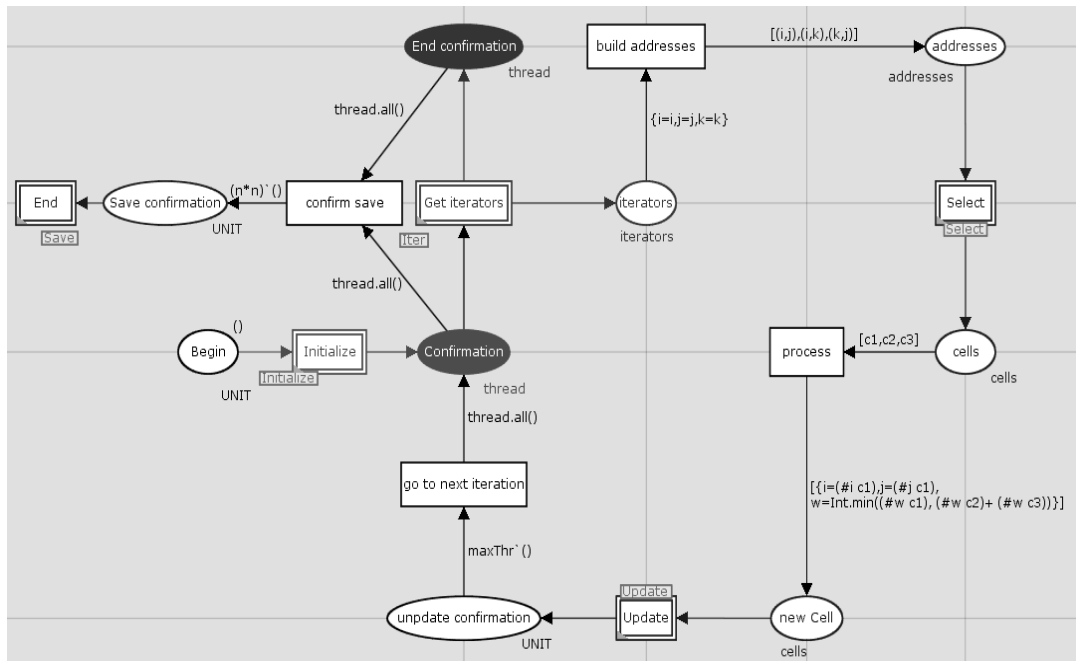 End confirmation
thread
build addresses
[(i,j),(i,k),(k,j)]
addresses
addresses
thread.all()
{i=i,j=j,k=k}
End
Save
Save confirmation
(n*n)`()
UNIT
confirm save
Get iterators
Iter
iterators
iterators
Select
Select
thread.all()
Begin
()
UNIT
Initialize
Initialize
Confirmation
thread
process
[c1,c2,c3]
cells
cells
thread.all()
go to next iteration
[{i=(#i c1),j=(#j c1),
w=Int.min((#w c1), (#w c2)+ (#w c3))}]
maxThr`()
unpdate confirmation
UNIT
Update
Update
new Cell
cells